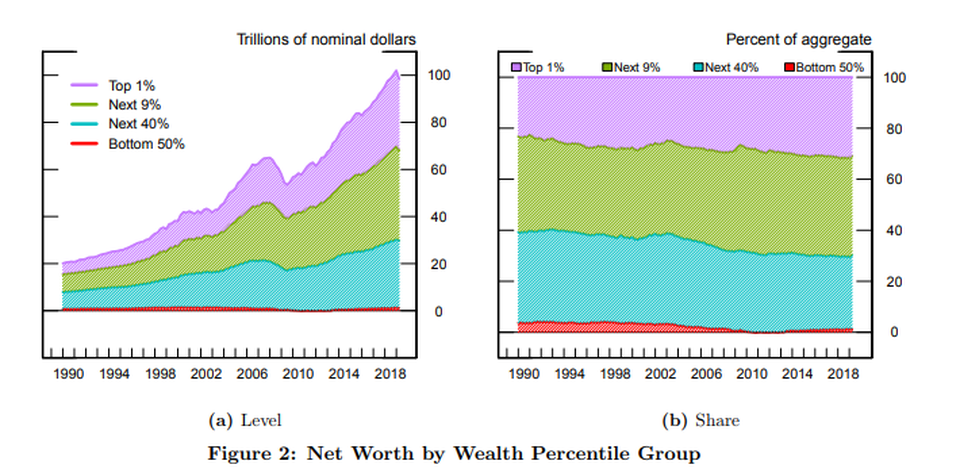 Trillions of nominal dollars
Top 1%
Next 9%
Next 40%
Bottom 50%
100
80
60
40
20
0
1990 1994 1998 2002 2006 2010 2014 2018
(a) Level
Percent of aggregate
Top 1% Next 9% Next 40% Bottom 50%
100
80
60
40
20
0
1990 1994 1998 2002 2006 2010 2014 2018
(b) Share
Figure 2: Net Worth by Wealth Percentile Group